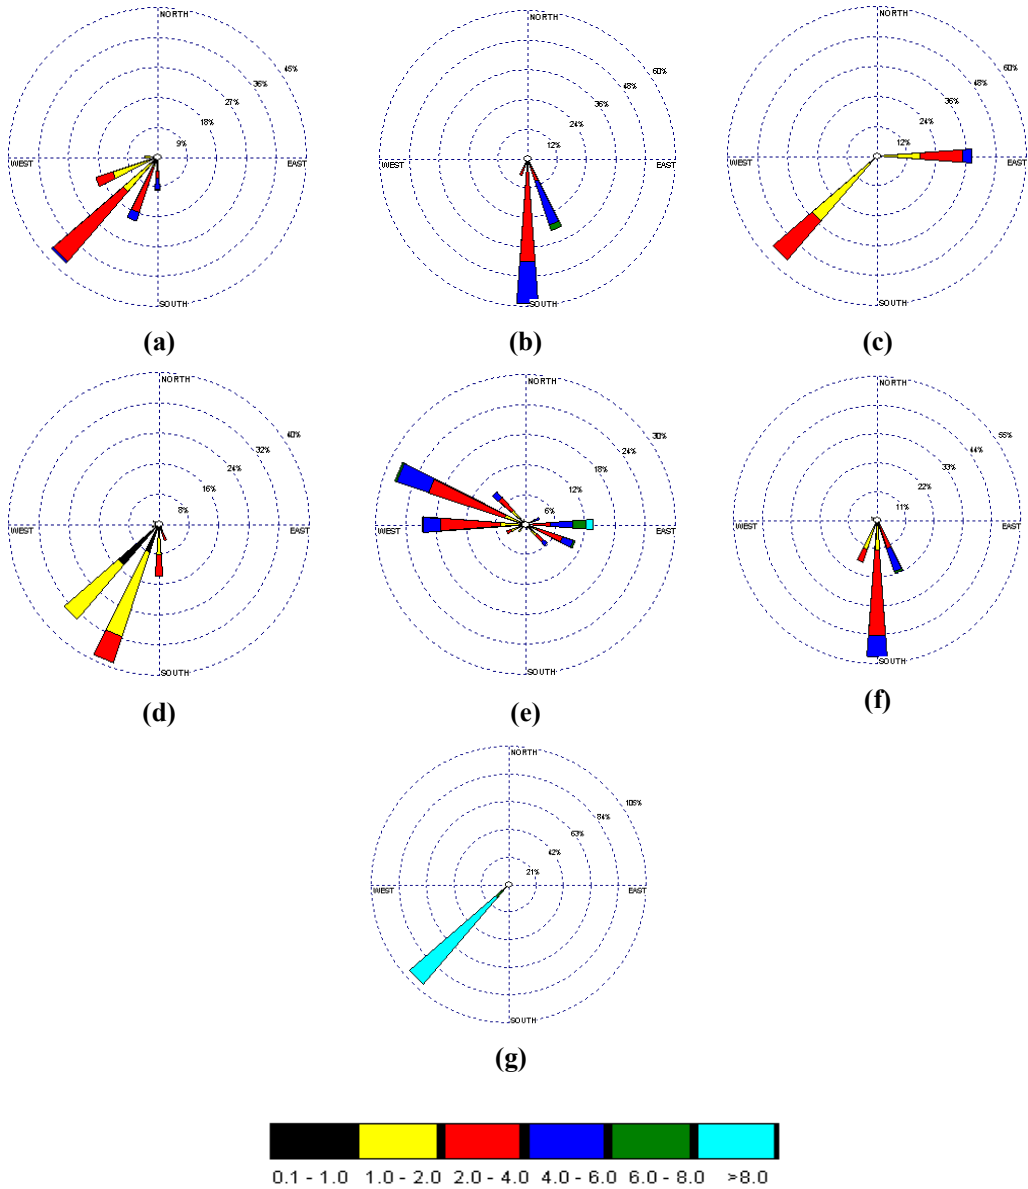 NORTH NORTH NORTH
45% 60% 60%
36% 48% 48%
27% 36% 36%
18% 24% 24%
9% 12% 12%
WEST EAST WEST EAST WEST EAST
SOUTH SOUTH SOUTH
(a) (b) (c)
NORTH NORTH NORTH
40% 30% 55%
32% 24% 44%
24% 18% 33%
16% 12% 22%
8% 6% 11%
WEST EAST WEST EAST WEST EAST
SOUTH SOUTH SOUTH
(d) (e) (f)
NORTH
105%
84%
63%
42%
21%
WEST EAST
SOUTH
(g)
0.1 - 1.0 1.0 - 2.0 2.0 - 4.0 4.0 - 6.0 6.0 - 8.0 >8.0